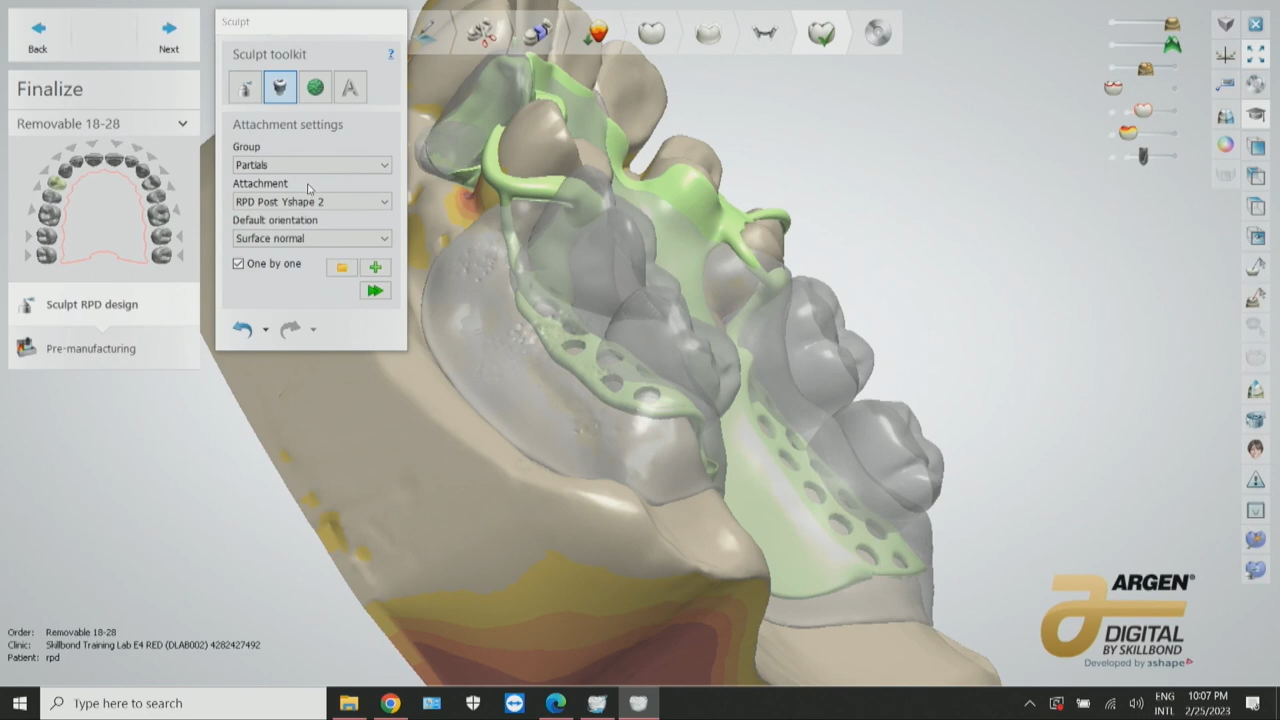 Back
Next
Finalize
Removable 18-28
Sculpt RPD design
Pre-manufacturing
Sculpt
Sculpt toolkit
?
Attachment settings
Group
Partials
Attachment
RPD Post Yshape 2
Default orientation
Surface normal
One by one
ARGEN®
DIGITAL
BY SKILLBOND
Developed by 3shape
Order: Removable 18-28
Clinic: Skillbond Training Lab E4 RED (DLAB002) 4282427492
Patient: rpd
Type here to search
ENG
INTL
10:07 PM
2/25/2023